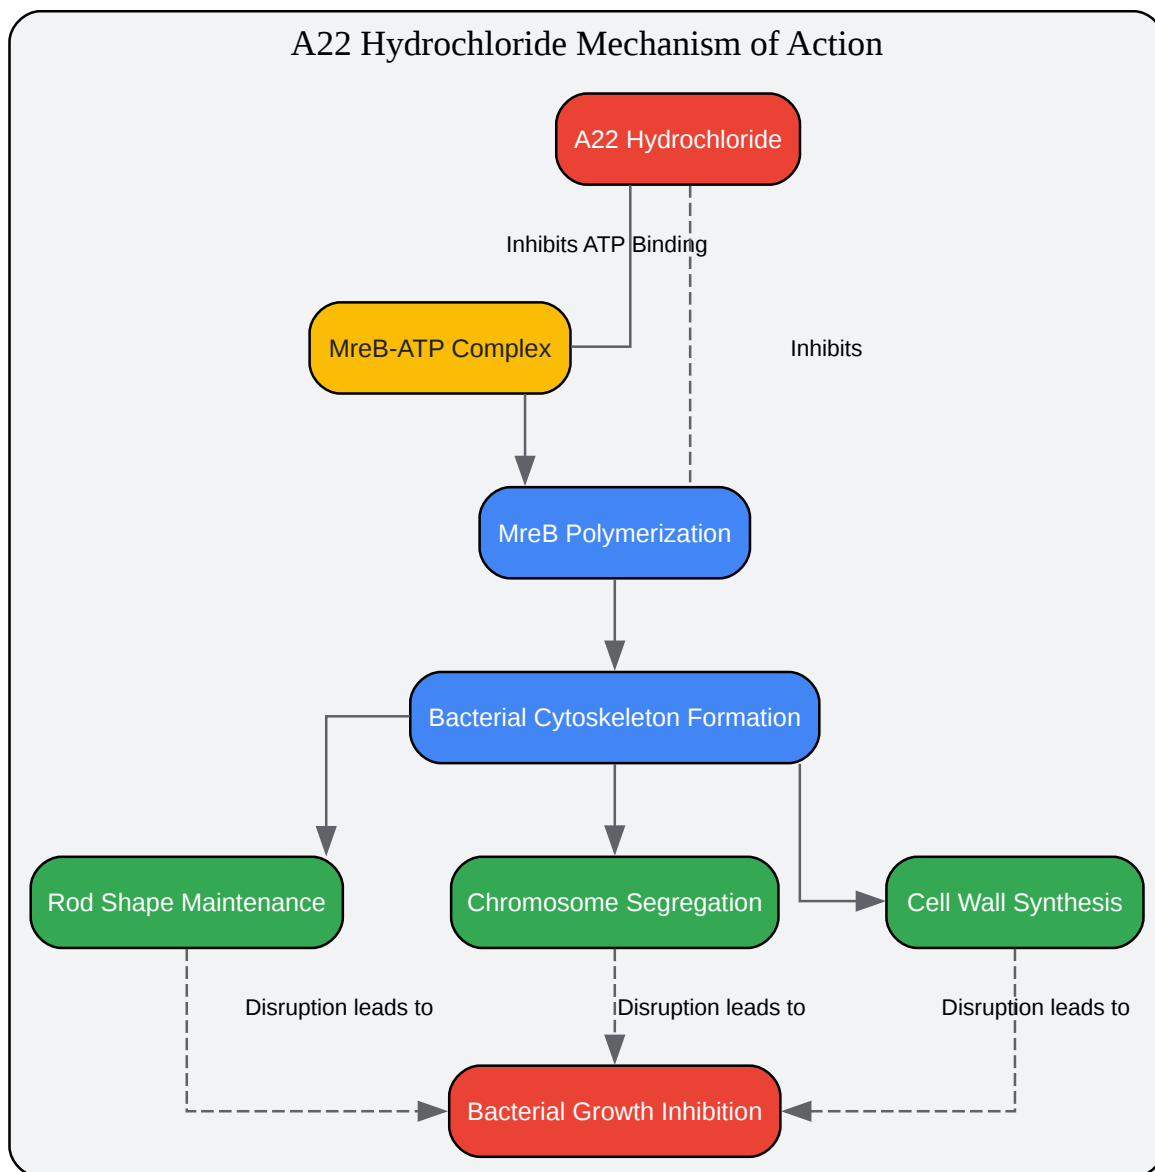 A22 Hydrochloride Mechanism of Action
A22 Hydrochloride
Inhibits ATP Binding
MreB-ATP Complex
Inhibits
MreB Polymerization
Bacterial Cytoskeleton Formation
Rod Shape Maintenance
Chromosome Segregation
Cell Wall Synthesis
Disruption leads to
Disruption leads to
Disruption leads to
Bacterial Growth Inhibition